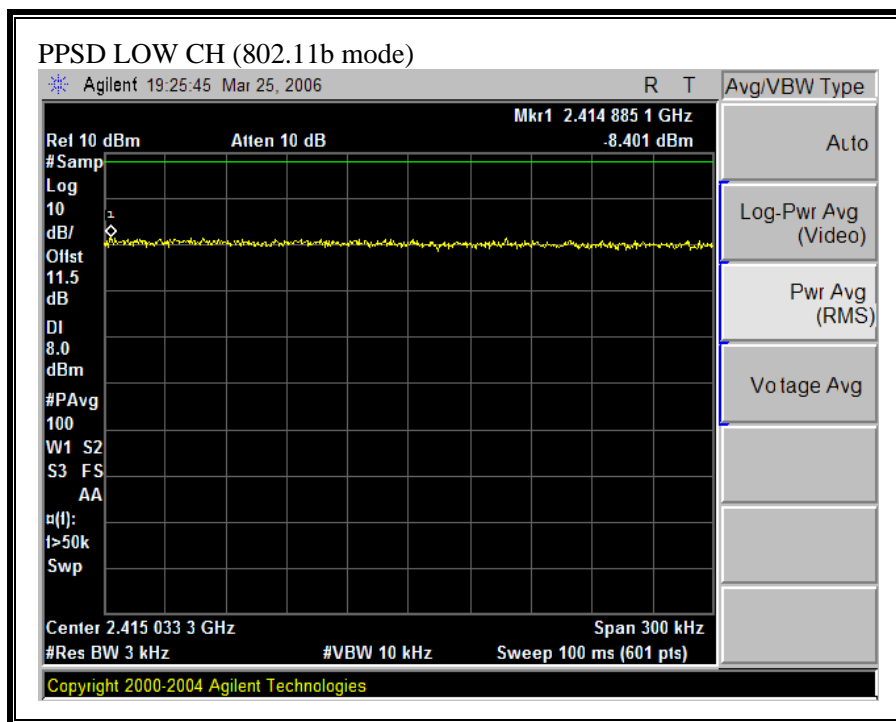 PPSD LOW CH (802.11b mode)
Agilent 19:25:45 Mar 25, 2006 R T
Mkr1 2.414 885 1 GHz
Ref 10 dBm Atten 10 dB -8.401 dBm
#Samp
Log
10
dB/
Offst
11.5
dB
DI
8.0
dBm
#PAvg
100
W1 S2
S3 FS
AA
¤(f):
f>50k
Swp
1
Center 2.415 033 3 GHz Span 300 kHz
#Res BW 3 kHz #VBW 10 kHz Sweep 100 ms (601 pts)
Copyright 2000-2004 Agilent Technologies
Avg/VBW Type
Auto
Log-Pwr Avg
(Video)
Pwr Avg
(RMS)
Votage Avg